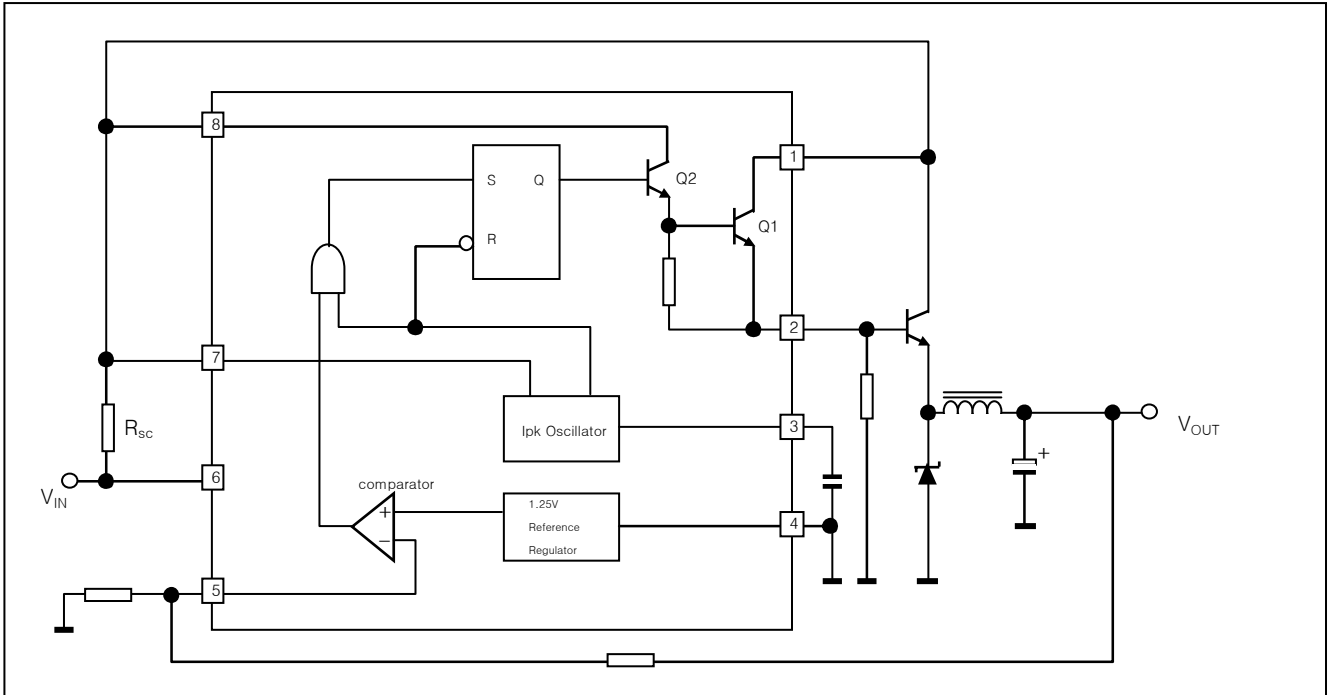 8
1
S Q
Q2
R
Q1
2
7
Ipk Oscillator
3
RSC
VOUT
+
6
VIN
comparator
+
−
1.25V
Reference
Regulator
4
5